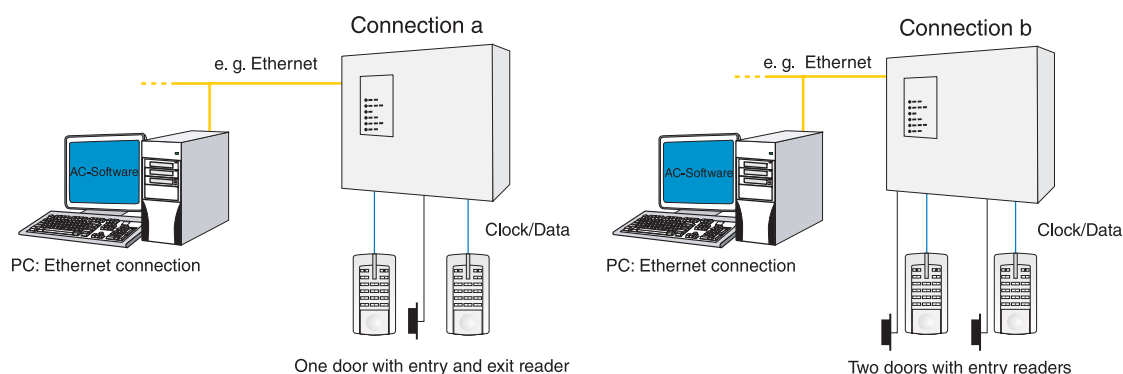 Connection a
e. g. Ethernet
AC-Software
Clock/Data
PC: Ethernet connection
One door with entry and exit reader
Connection b
e. g. Ethernet
AC-Software
Clock/Data
PC: Ethernet connection
Two doors with entry readers